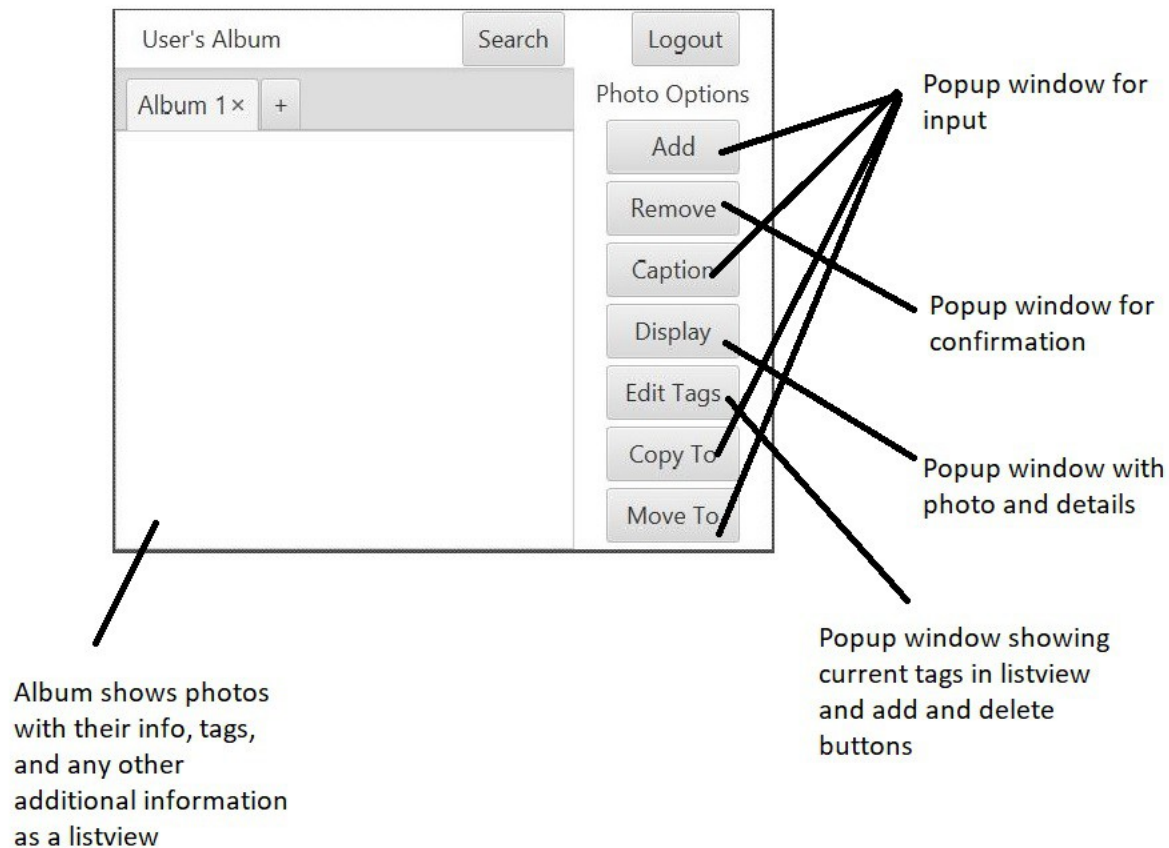 User's Album
Search
Logout
Album 1×
+
Photo Options
Add
Remove
Caption
Display
Edit Tags
Copy To
Move To
Popup window for
input
Popup window for
confirmation
Popup window with
photo and details
Popup window showing
current tags in listview
and add and delete
buttons
Album shows photos
with their info, tags,
and any other
additional information
as a listview